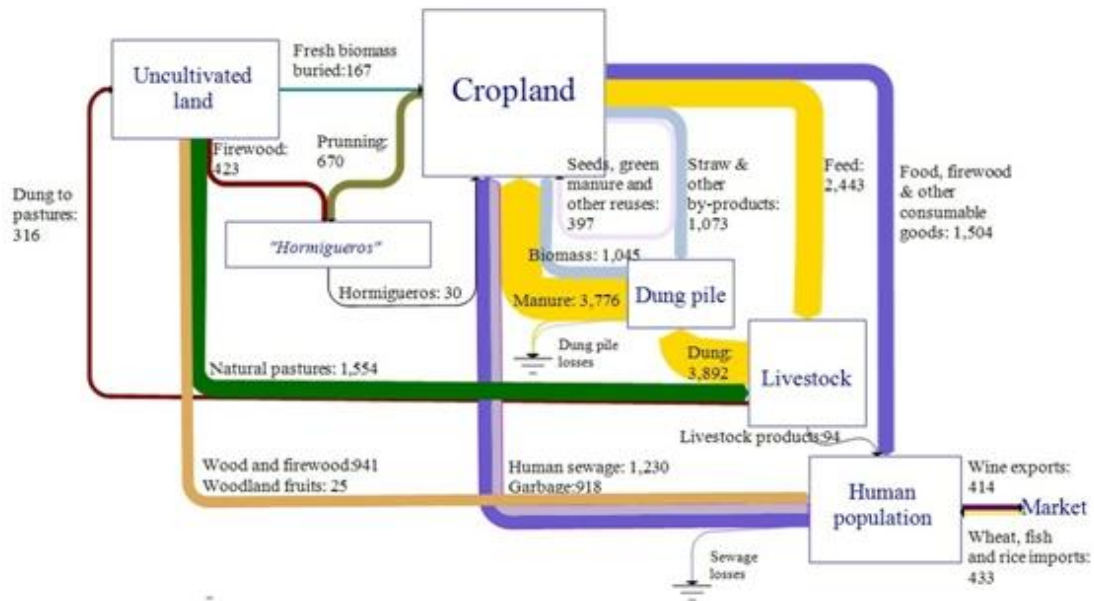 Uncultivated
land
Fresh biomass
buried:167
Cropland
Firewood:
423
Prunning:
670
Seeds, green
manure and
other reuses:
397
Straw &
other
by-products:
1,073
Feed:
2,443
Food, firewood
& other
consumable
goods: 1,504
Dung to
pastures:
316
"Hormigueros"
Biomass: 1,045
Dung pile
Hormigueros: 30
Manure: 3,776
Dung pile
losses
Dung:
3,892
Natural pastures: 1,554
Livestock
Livestock products:94
Wood and firewood:941
Woodland fruits: 25
Human sewage: 1,230
Garbage:918
Human
population
Wine exports:
414
Market
Wheat, fish
and rice imports:
433
Sewage
losses